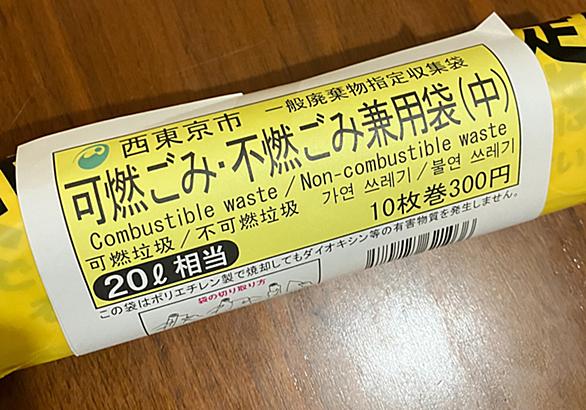 西東京市 一般廃棄物指定収集袋
可燃ごみ・不燃ごみ兼用袋(中)
Combustible waste / Non-combustible waste
可燃垃圾/不可燃垃圾 가연 쓰레기/불연 쓰레기
20ℓ相当 10枚巻300円
この袋はポリエチレン製で焼却してもダイオキシン等の有害物質を発生しません。
袋の切り取り方